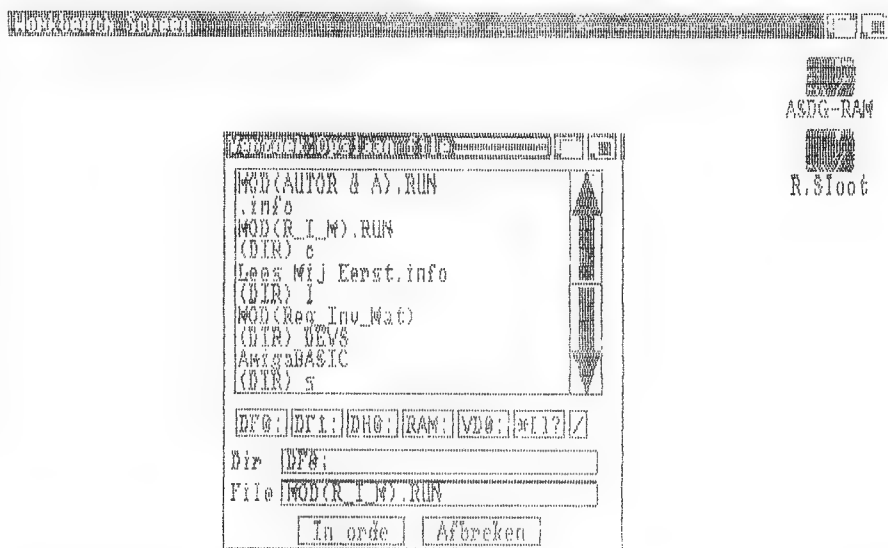 Workbench Screen
ASDG-RAM
R.Sloot
MOD(AUTOR & A).RUN
.info
MOD(R_I_W).RUN
(DIR) c
Lees Mij Eerst.info
(DIR) l
MOD(Reg_Inv_Mat)
(DIR) DEVS
AmigaBASIC
(DIR) s
DF0: DF1: DH0: RAM: VD0: /
Dir DF0:
File MOD(R_I_W).RUN
In orde Afbreken